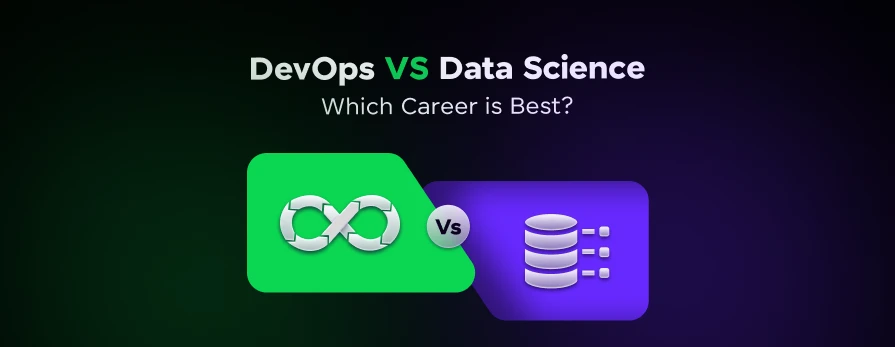 DevOps VS Data Science
Which Career is Best?
Vs